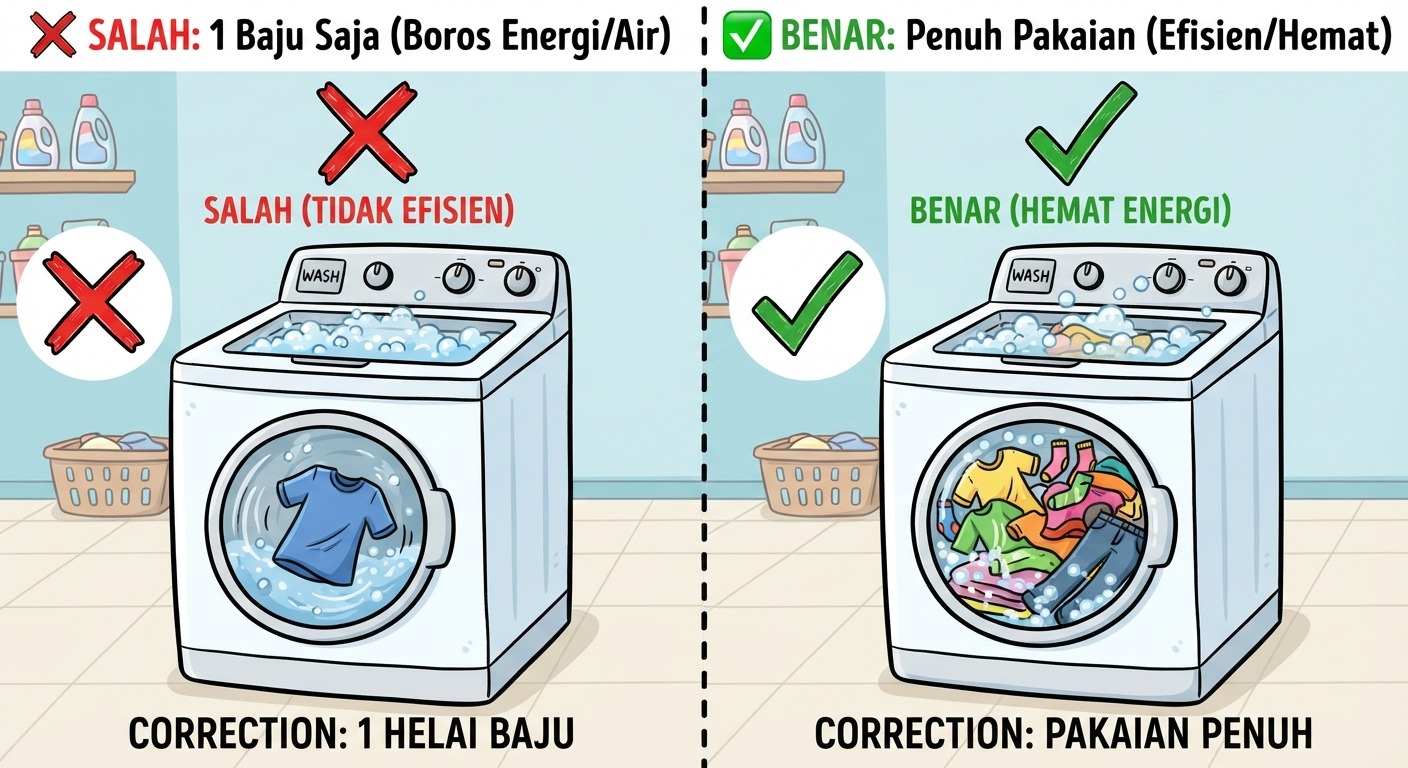 ❌ SALAH: 1 Baju Saja (Boros Energi/Air)
SALAH (TIDAK EFISIEN)
WASH
CORRECTION: 1 HELAI BAJU
✅ BENAR: Penuh Pakaian (Efisien/Hemat)
BENAR (HEMAT ENERGI)
WASH
CORRECTION: PAKAIAN PENUH